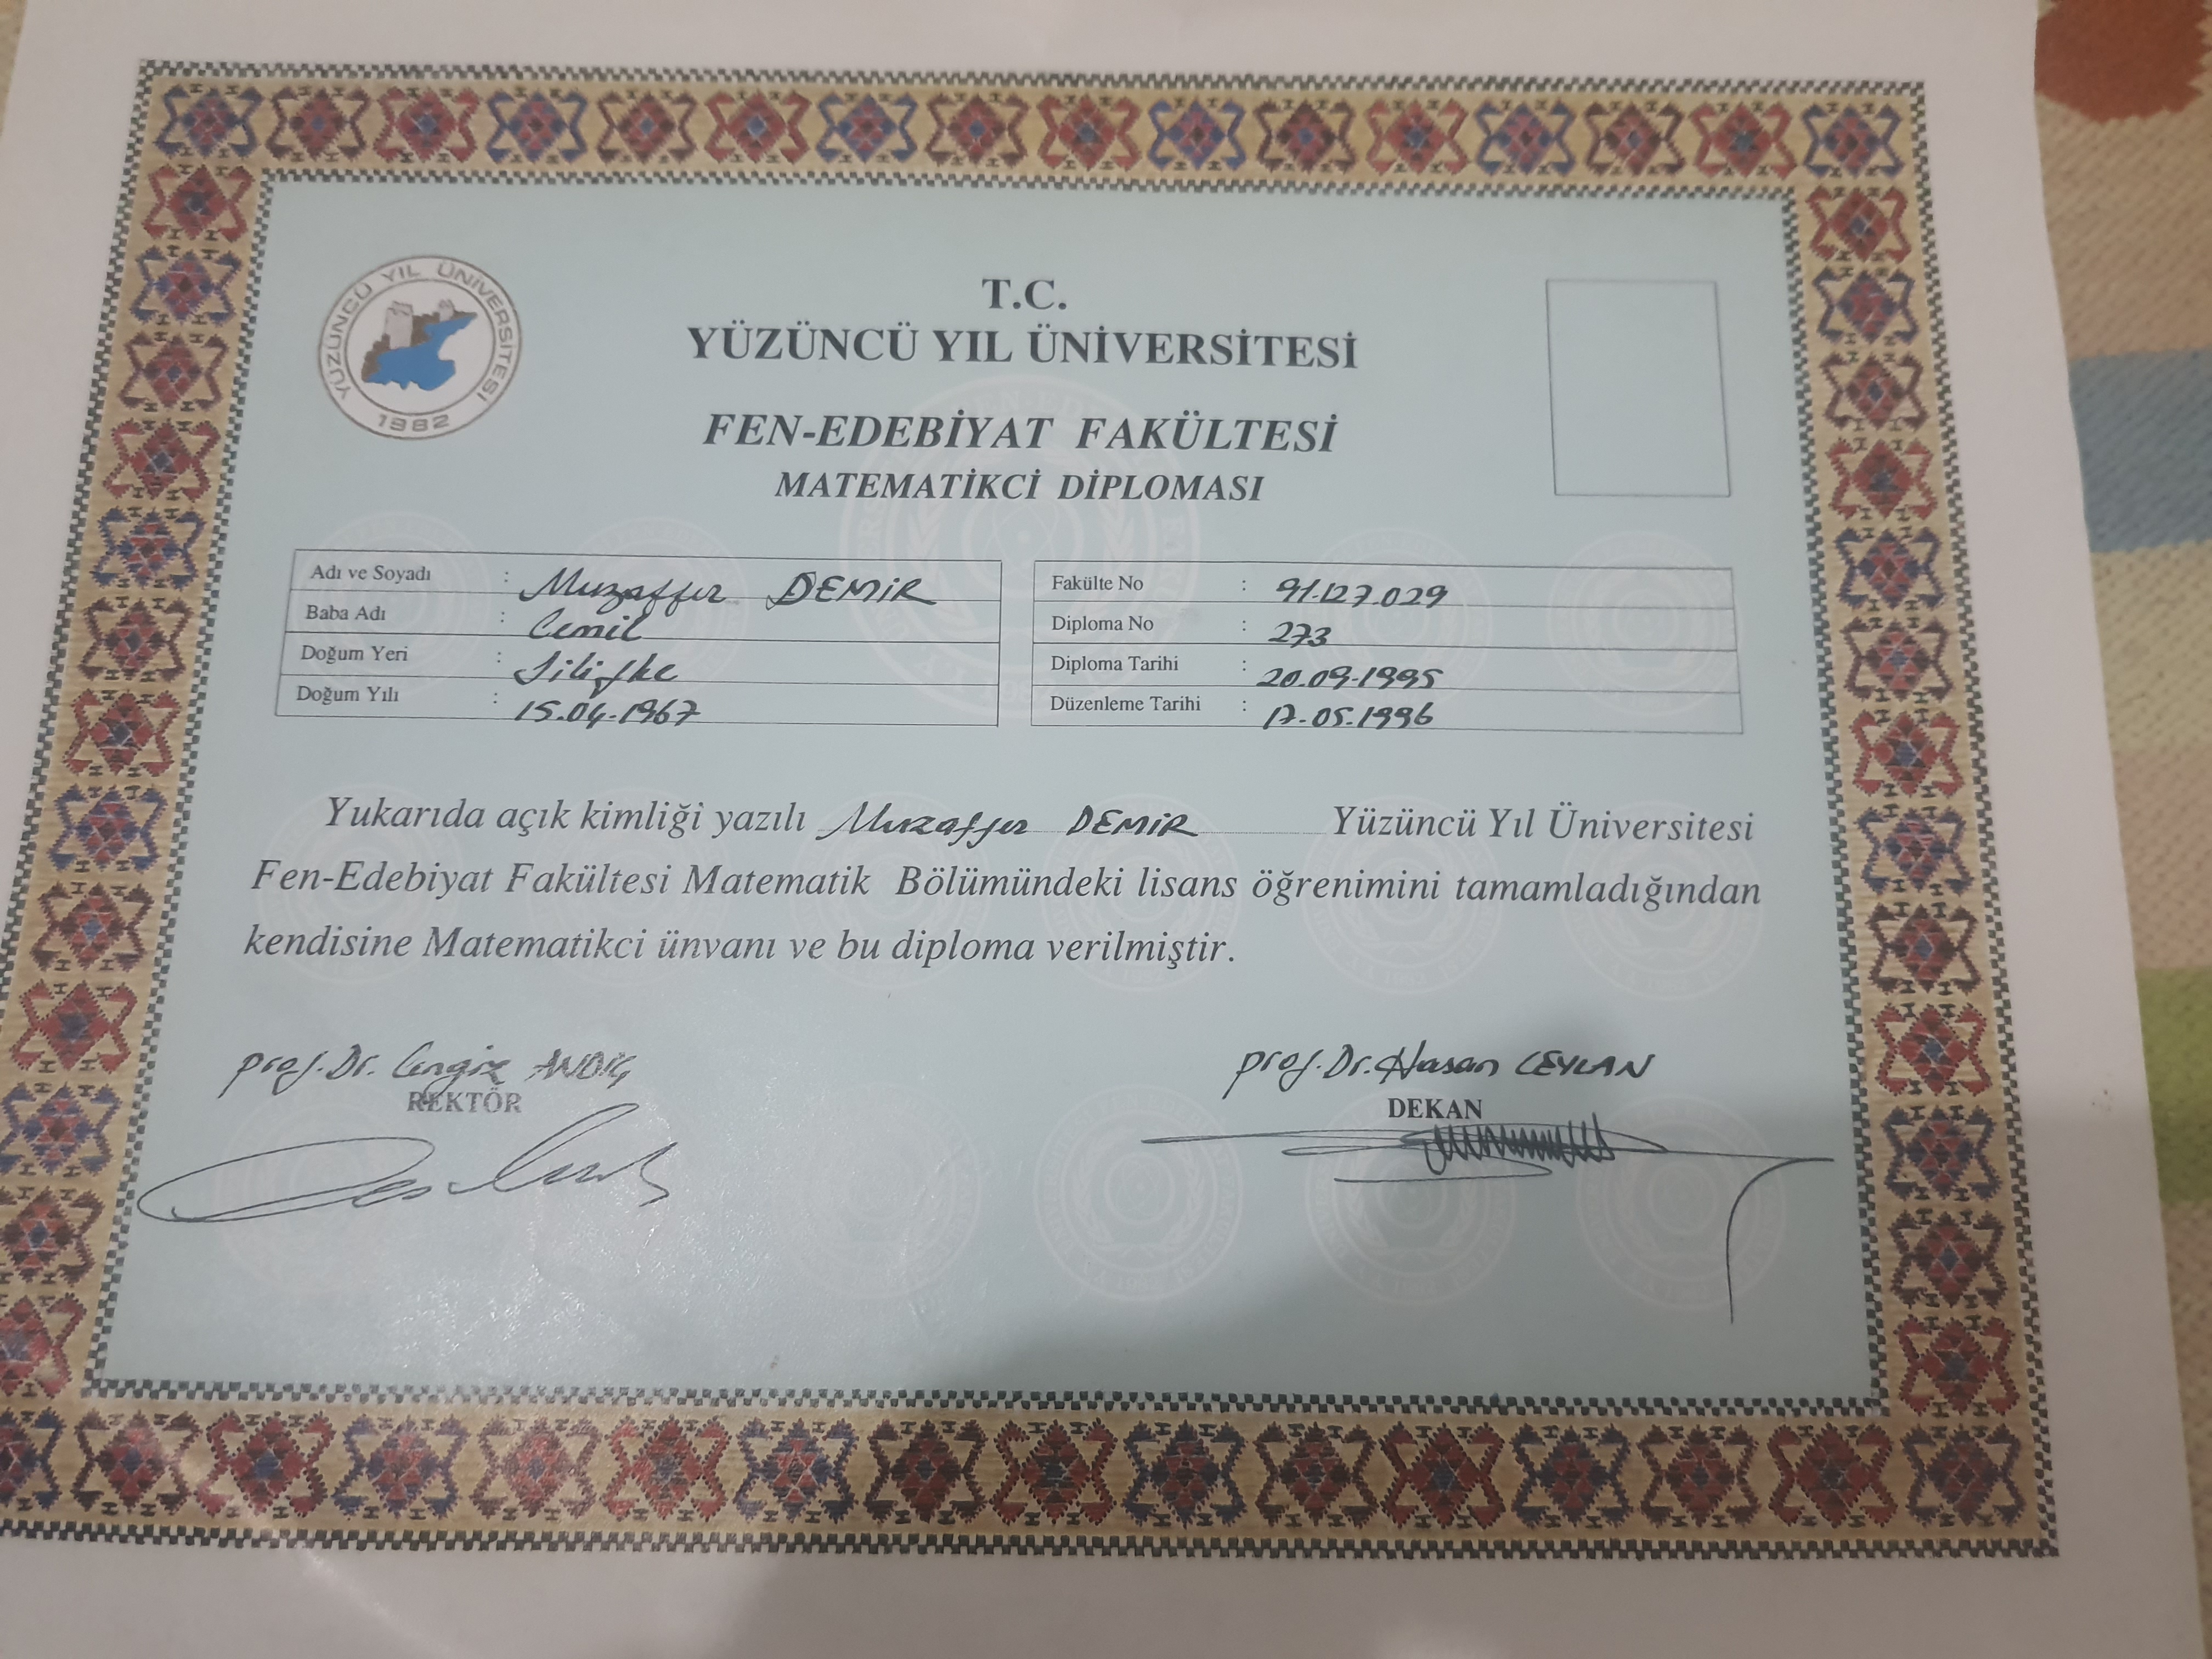 YÜZÜNCÜ YIL ÜNİVERSİTESİ
1982
T.C.
YÜZÜNCÜ YIL ÜNİVERSİTESİ
FEN-EDEBİYAT FAKÜLTESİ
MATEMATİKCİ DİPLOMASI
Adı ve Soyadı : Muzaffer DEMİR
Baba Adı : Cemil
Doğum Yeri : Silifke
Doğum Yılı : 15.04.1967
Fakülte No : 91.127.029
Diploma No : 273
Diploma Tarihi : 20.09.1995
Düzenleme Tarihi : 17.05.1996
Yukarıda açık kimliği yazılı Muzaffer DEMİR Yüzüncü Yıl Üniversitesi
Fen-Edebiyat Fakültesi Matematik Bölümündeki lisans öğrenimini tamamladığından
kendisine Matematikci ünvanı ve bu diploma verilmiştir.
prof.Dr. Cengiz ANDIÇ
REKTÖR
prof.Dr. Hasan CEYLAN
DEKAN